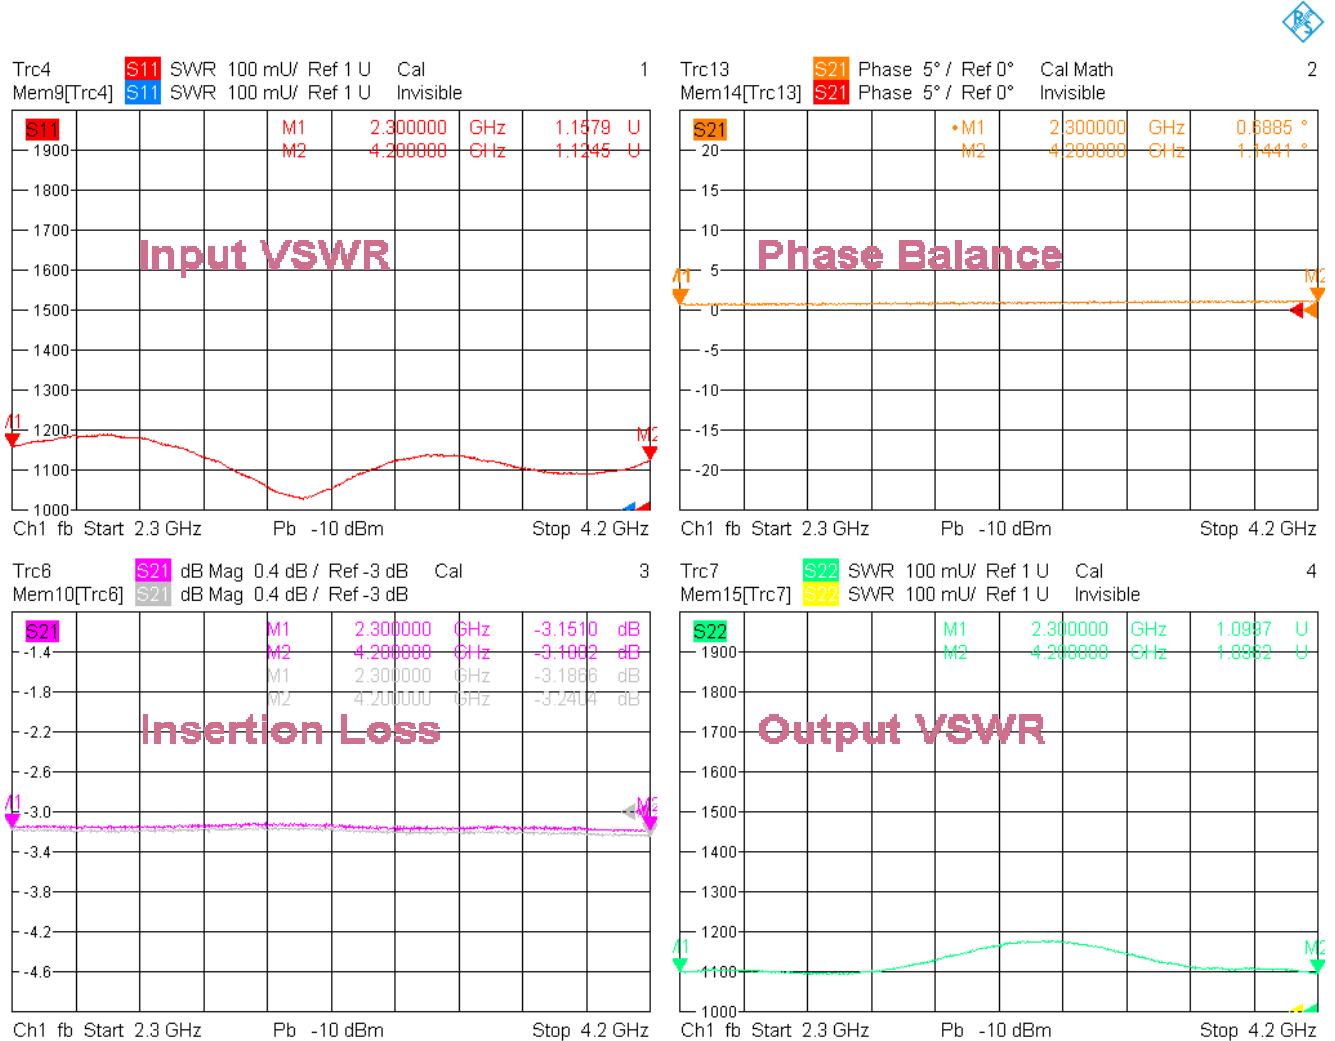 Trc4 S11 SWR 100 mU/ Ref 1 U Cal 1
Mem9[Trc4] S11 SWR 100 mU/ Ref 1 U Invisible
S11 M1 2.300000 GHz 1.1579 U
1900 M2 4.200000 GHz 1.1245 U
1800
1700
Input VSWR
1600
1500
1400
1300
M1
1200
M2
1100
1000
Ch1 fb Start 2.3 GHz Pb -10 dBm Stop 4.2 GHz
Trc13 S21 Phase 5°/ Ref 0° Cal Math 2
Mem14[Trc13] S21 Phase 5°/ Ref 0° Invisible
S21 •M1 2.300000 GHz 0.6885 °
20 M2 4.200000 GHz 1.1441 °
15
10
Phase Balance
5
M1 M2
0
-5
-10
-15
-20
Ch1 fb Start 2.3 GHz Pb -10 dBm Stop 4.2 GHz
Trc6 S21 dB Mag 0.4 dB / Ref -3 dB Cal 3
Mem10[Trc6] S21 dB Mag 0.4 dB / Ref -3 dB
S21 M1 2.300000 GHz -3.1510 dB
-1.4 M2 4.200000 GHz dB
M1 2.300000 GHz -3.1866 dB
-1.8 M2 4.200000 GHz -3.2404 dB
Insertion Loss
-2.2
-2.6
M1 M2
-3.0
-3.4
-3.8
-4.2
-4.6
Ch1 fb Start 2.3 GHz Pb -10 dBm Stop 4.2 GHz
Trc7 S22 SWR 100 mU/ Ref 1 U Cal 4
Mem15[Trc7] S22 SWR 100 mU/ Ref 1 U Invisible
S22 M1 2.300000 GHz 1.0997 U
1900 M2 4.200000 GHz U
1800
Output VSWR
1700
1600
1500
1400
1300
1200
M1 M2
1100
1000
Ch1 fb Start 2.3 GHz Pb -10 dBm Stop 4.2 GHz